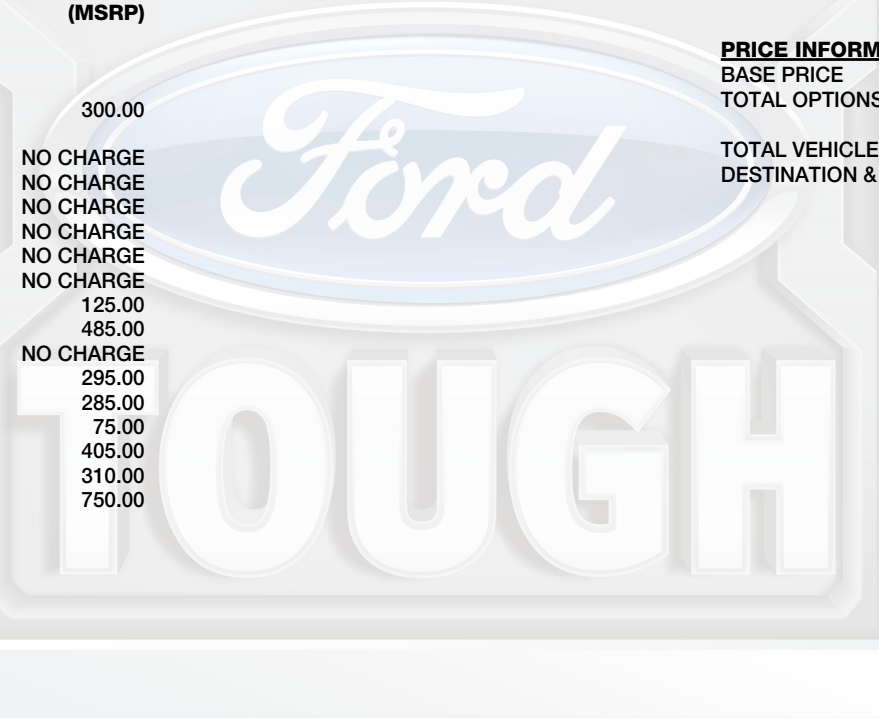 (MSRP)
300.00
NO CHARGE
NO CHARGE
NO CHARGE
NO CHARGE
NO CHARGE
NO CHARGE
125.00
485.00
NO CHARGE
295.00
285.00
75.00
405.00
310.00
750.00
PRICE INFORM
BASE PRICE
TOTAL OPTIONS
TOTAL VEHICLE
DESTINATION &
Ford
TOUGH